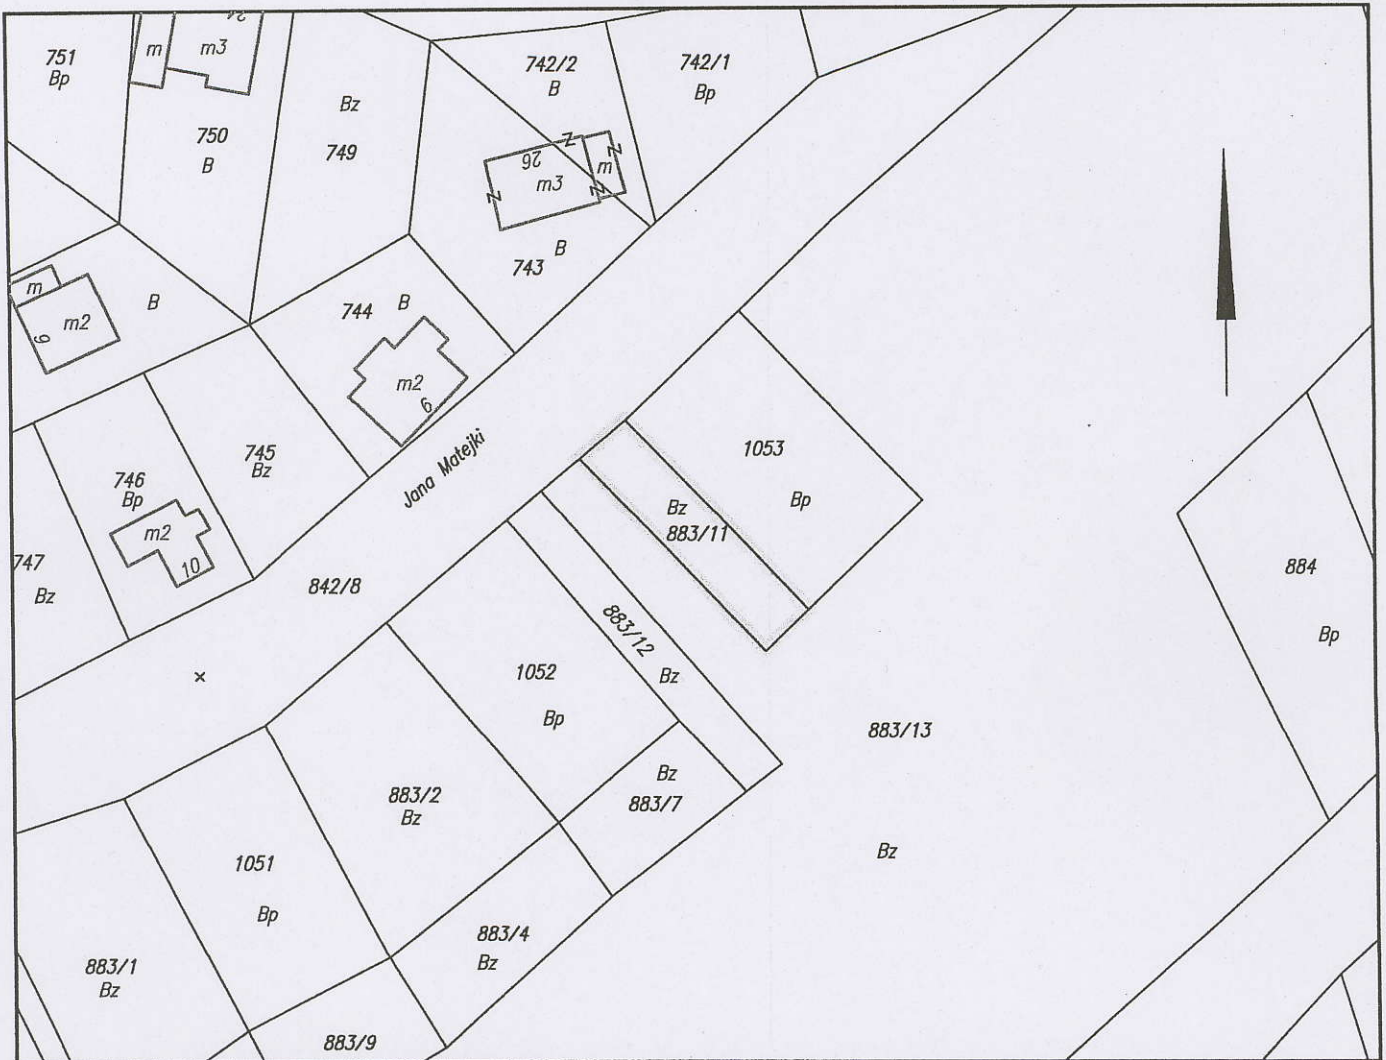 751
Bp
m
m3
742/2
B
742/1
Bp
Bz
749
750
B
26
m3
m
B
743
m
m2
9
B
744
B
m2
9
Jana Matejki
745
Bz
746
Bp
m2
10
747
Bz
842/8
x
1053
Bp
Bz
883/11
883/12
Bz
1052
Bp
884
Bp
883/13
Bz
Bz
883/7
883/2
Bz
1051
Bp
883/4
Bz
883/1
Bz
883/9